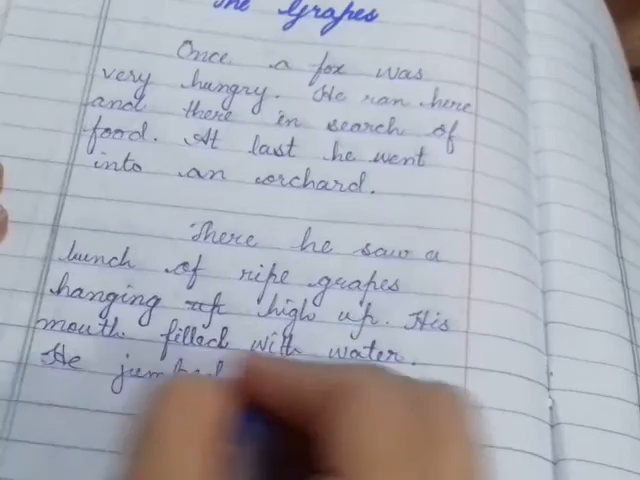 The Grapes
Once a fox was
very hungry. He ran here
and there in search of
food. At last he went
into an orchard.
There he saw a
bunch of ripe grapes
hanging up high up. His
mouth filled with water.
He jumped